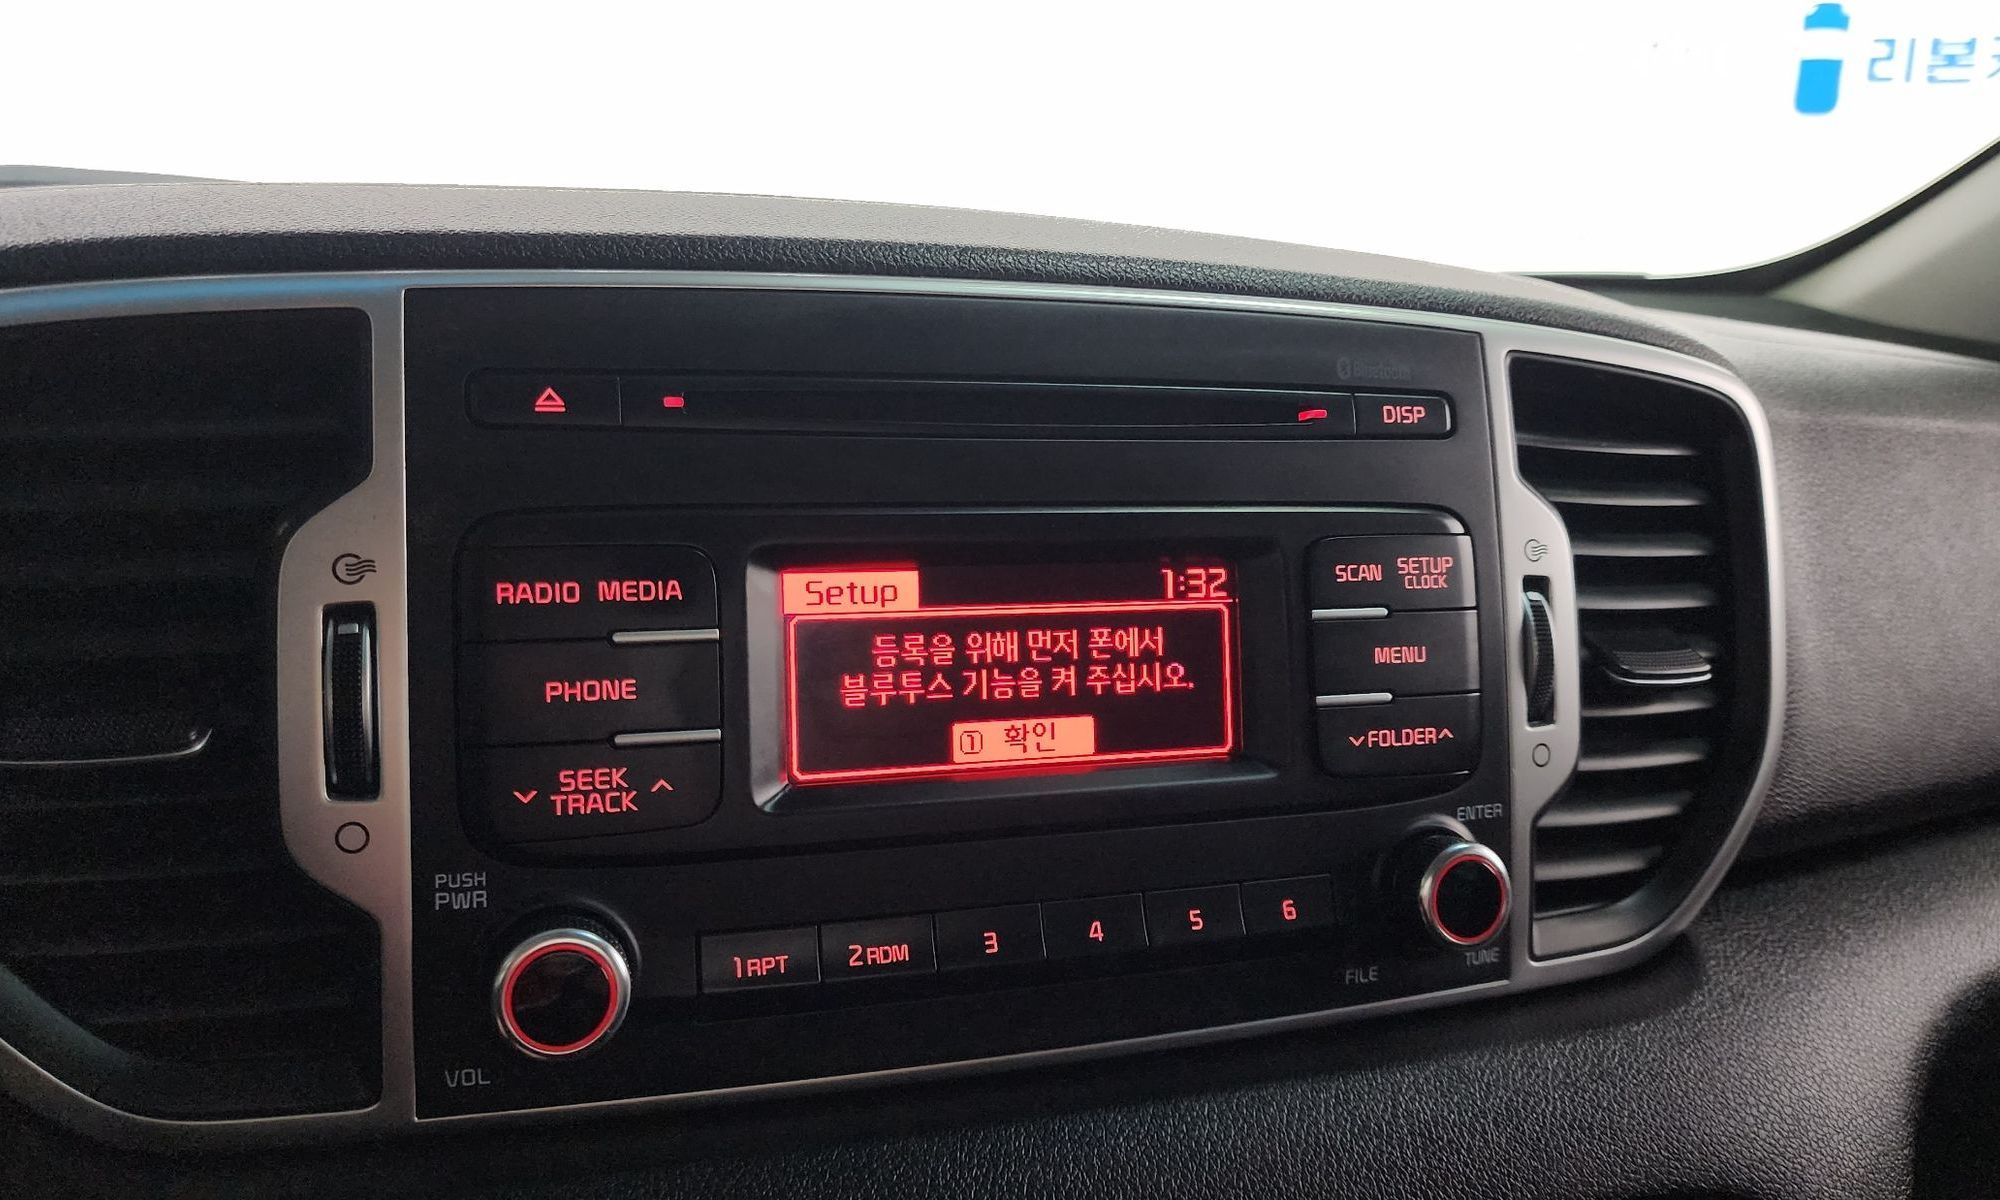 리본
Bluetooth
DISP
RADIO MEDIA
PHONE
SEEK
TRACK
Setup 1:32
등록을 위해 먼저 폰에서
블루투스 기능을 켜 주십시오.
① 확인
SCAN SETUP
CLOCK
MENU
FOLDER
PUSH
PWR
VOL
1 RPT 2 RDM 3 4 5 6
ENTER
TUNE
FILE